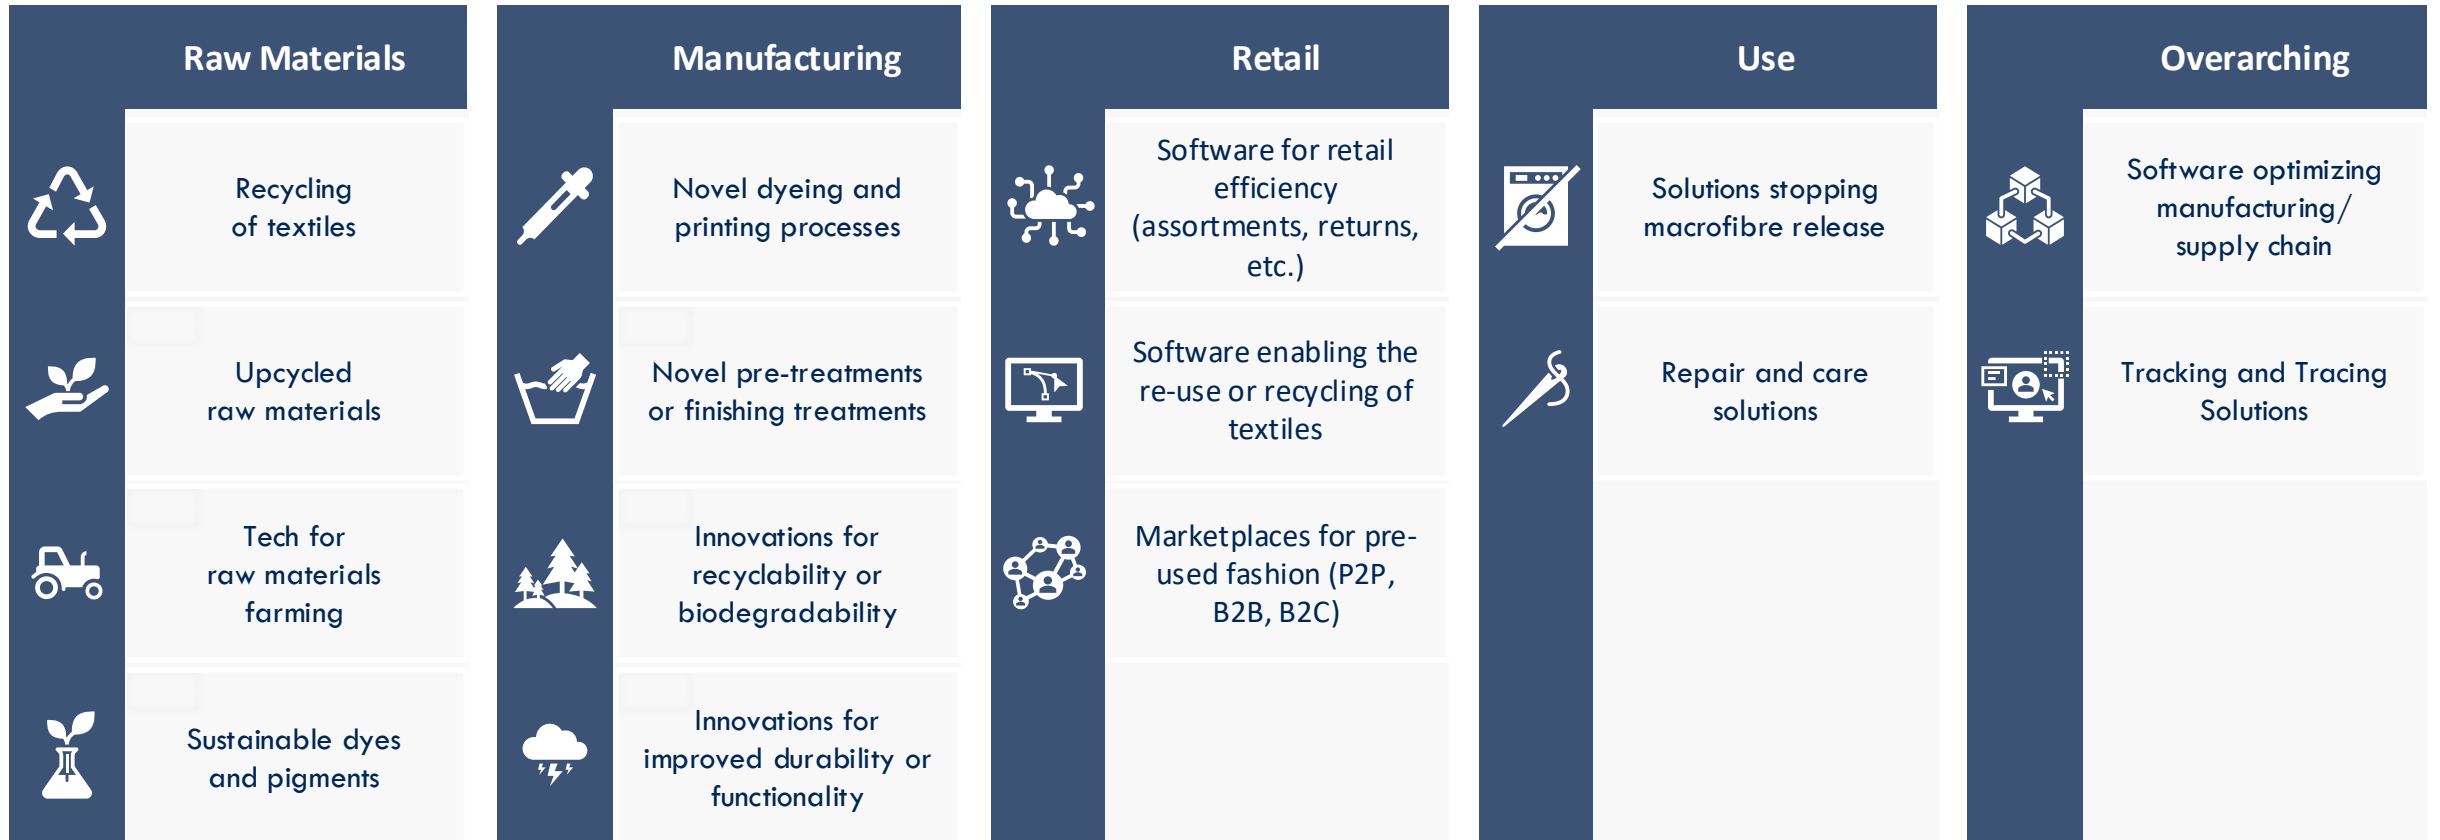 Raw Materials
Recycling
of textiles
Upcycled
raw materials
Tech for
raw materials
farming
Sustainable dyes
and pigments
Manufacturing
Novel dyeing and
printing processes
Novel pre-treatments
or finishing treatments
Innovations for
recyclability or
biodegradability
Innovations for
improved durability or
functionality
Retail
Software for retail
efficiency
(assortments, returns,
etc.)
Software enabling the
re-use or recycling of
textiles
Marketplaces for pre-
used fashion (P2P,
B2B, B2C)
Use
Solutions stopping
macrofibre release
Repair and care
solutions
Overarching
Software optimizing
manufacturing/
supply chain
Tracking and Tracing
Solutions